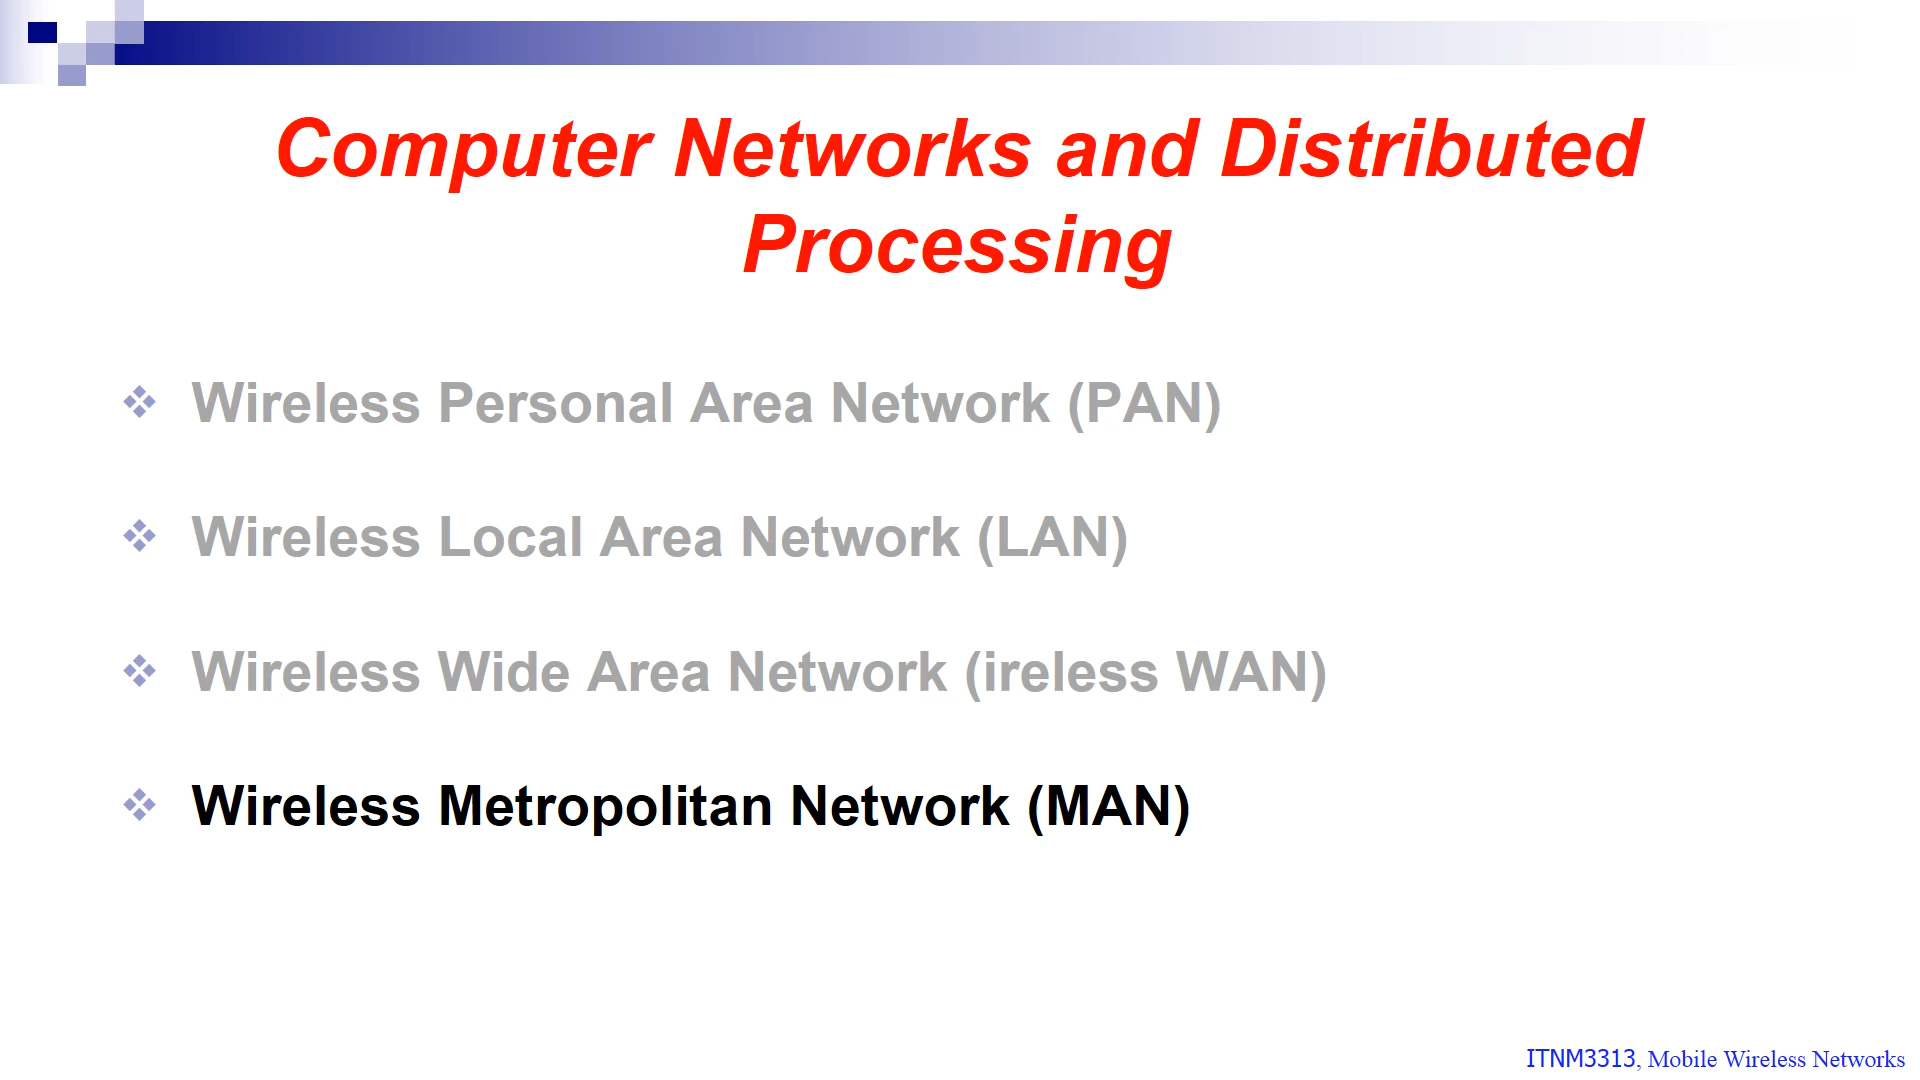 Computer Networks and Distributed
Processing
Wireless Personal Area Network (PAN)
Wireless Local Area Network (LAN)
Wireless Wide Area Network (ireless WAN)
Wireless Metropolitan Network (MAN)
ITNM3313, Mobile Wireless Networks